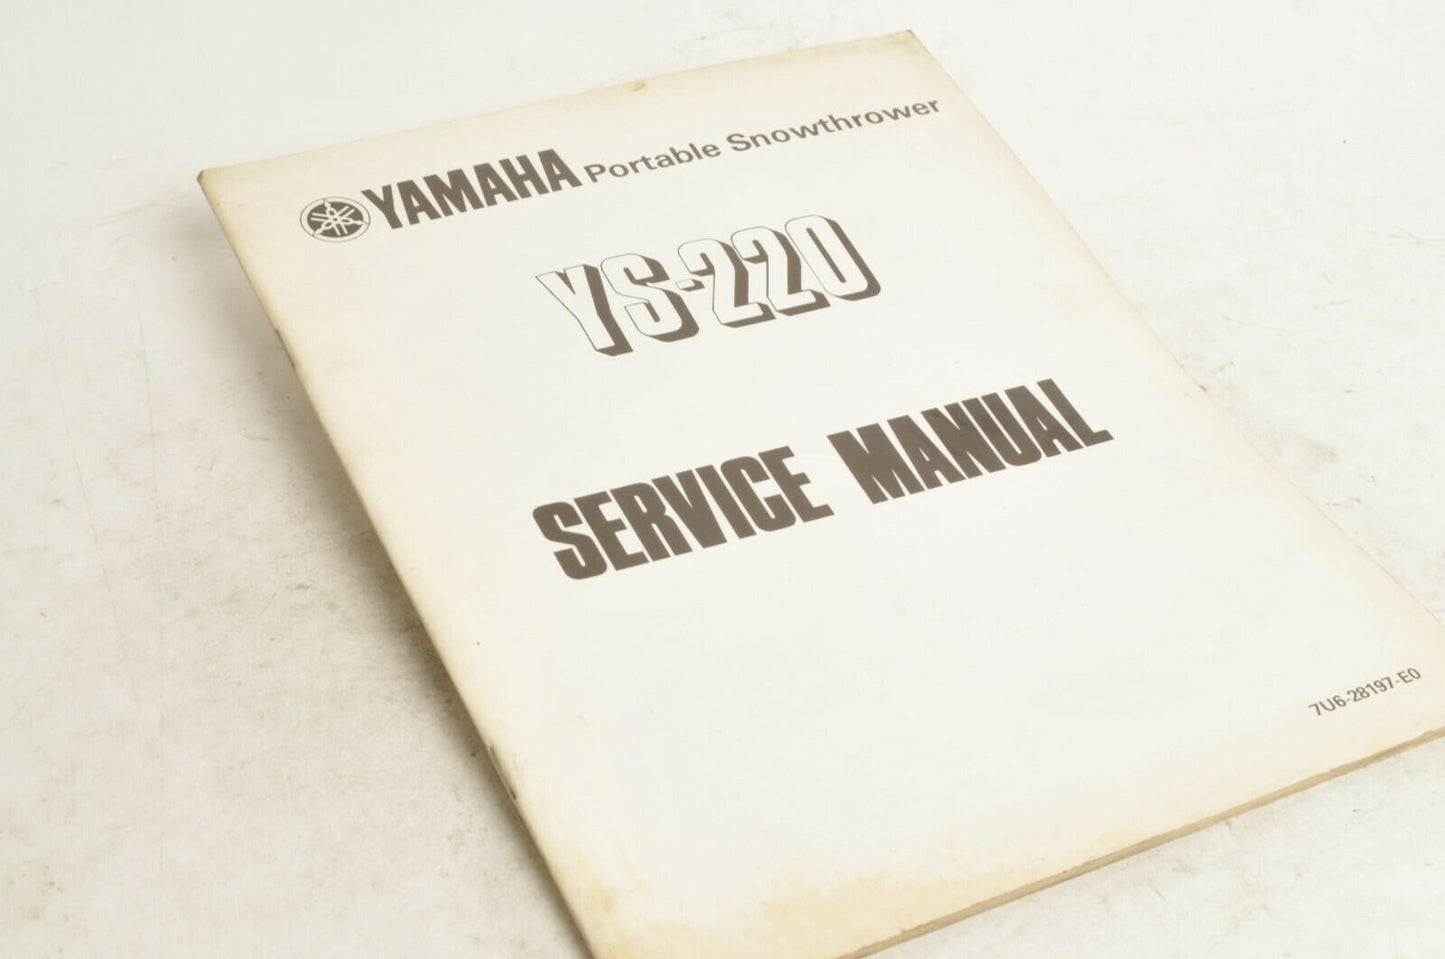 YAMAHA Portable Snowthrower
YS-220
SERVICE MANUAL
7U6-28197-E0